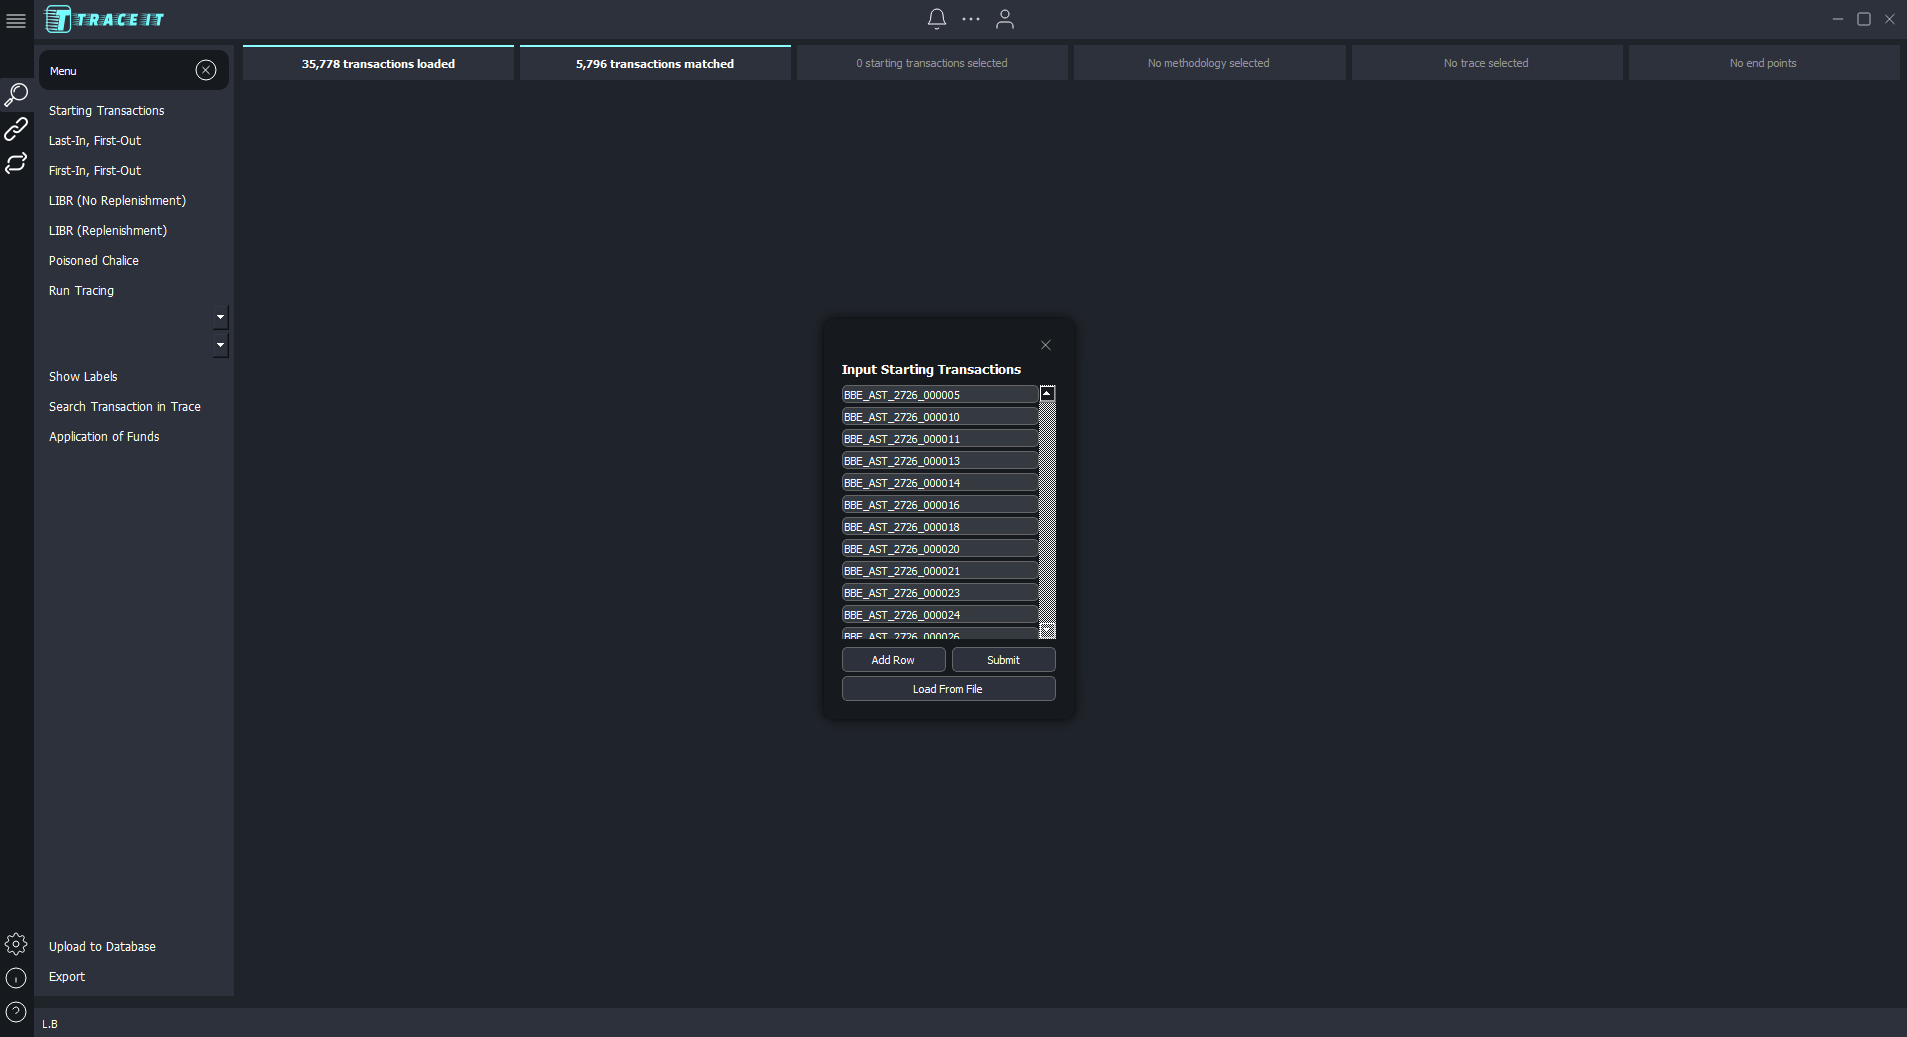 TRACE IT
Menu
Starting Transactions
Last-In, First-Out
First-In, First-Out
LIBR (No Replenishment)
LIBR (Replenishment)
Poisoned Chalice
Run Tracing
Show Labels
Search Transaction in Trace
Application of Funds
Upload to Database
Export
35,778 transactions loaded
5,796 transactions matched
0 starting transactions selected
No methodology selected
No trace selected
No end points
Input Starting Transactions
BBE_AST_2726_000005
BBE_AST_2726_000010
BBE_AST_2726_000011
BBE_AST_2726_000013
BBE_AST_2726_000014
BBE_AST_2726_000016
BBE_AST_2726_000018
BBE_AST_2726_000020
BBE_AST_2726_000021
BBE_AST_2726_000023
BBE_AST_2726_000024
BBE_AST_2726_000026
Add Row
Submit
Load From File
L.B